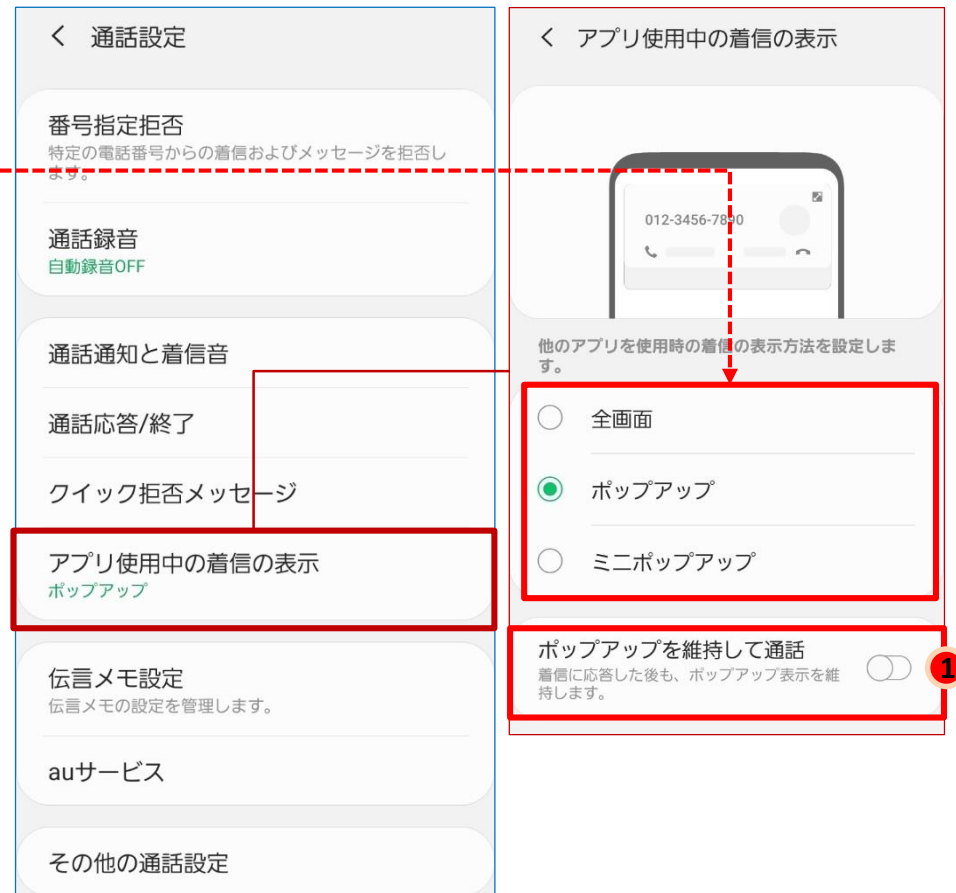 通話設定
番号指定拒否
特定の電話番号からの着信およびメッセージを拒否し
ます。
通話録音
自動録音OFF
通話通知と着信音
通話応答/終了
クイック拒否メッセージ
アプリ使用中の着信の表示
ポップアップ
伝言メモ設定
伝言メモの設定を管理します。
auサービス
その他の通話設定
アプリ使用中の着信の表示
012-3456-7890
他のアプリを使用時の着信の表示方法を設定しま
す。
全画面
ポップアップ
ミニポップアップ
ポップアップを維持して通話
着信に応答した後も、ポップアップ表示を維
持します。
1